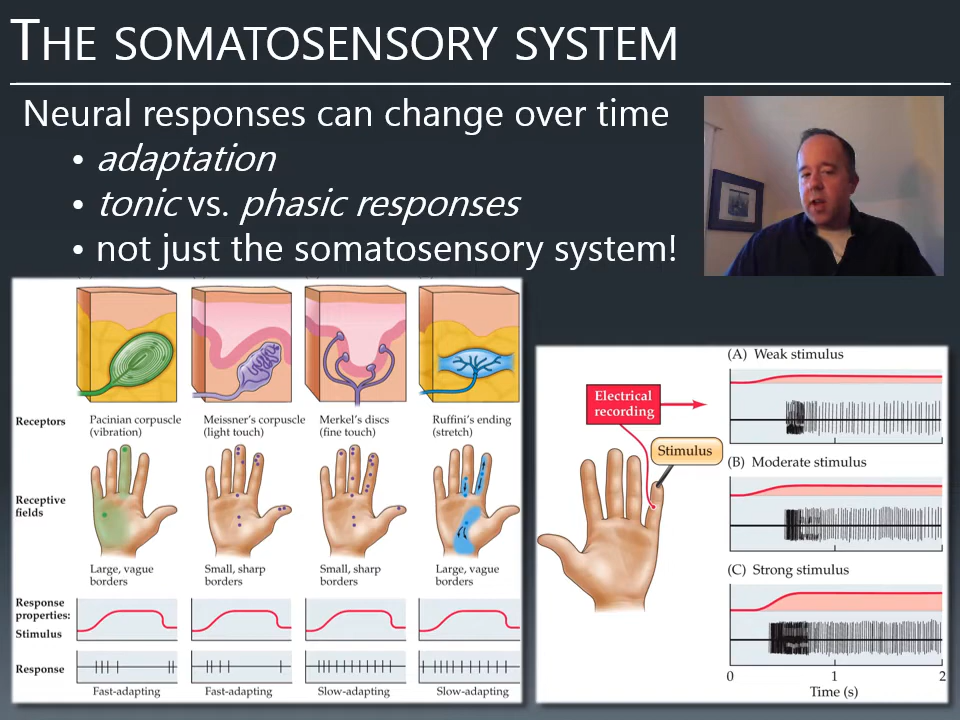 THE SOMATOSENSORY SYSTEM
Neural responses can change over time
• adaptation
• tonic vs. phasic responses
• not just the somatosensory system!
Receptors
Pacinian corpuscle
(vibration)
Meissner's corpuscle
(light touch)
Merkel's discs
(fine touch)
Ruffini's ending
(stretch)
Receptive
fields
Large, vague
borders
Small, sharp
borders
Small, sharp
borders
Large, vague
borders
Response
properties:
Stimulus
Response
Fast-adapting
Fast-adapting
Slow-adapting
Slow-adapting
Electrical
recording
Stimulus
(A) Weak stimulus
(B) Moderate stimulus
(C) Strong stimulus
0 1 2
Time (s)